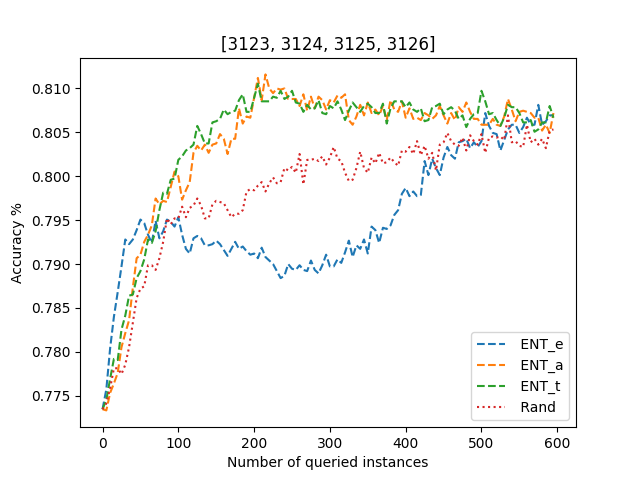 [3123, 3124, 3125, 3126]
0.810
0.805
0.800
0.795
0.790
0.785
0.780
0.775
Accuracy %
0 100 200 300 400 500 600
Number of queried instances
ENT_e
ENT_a
ENT_t
Rand